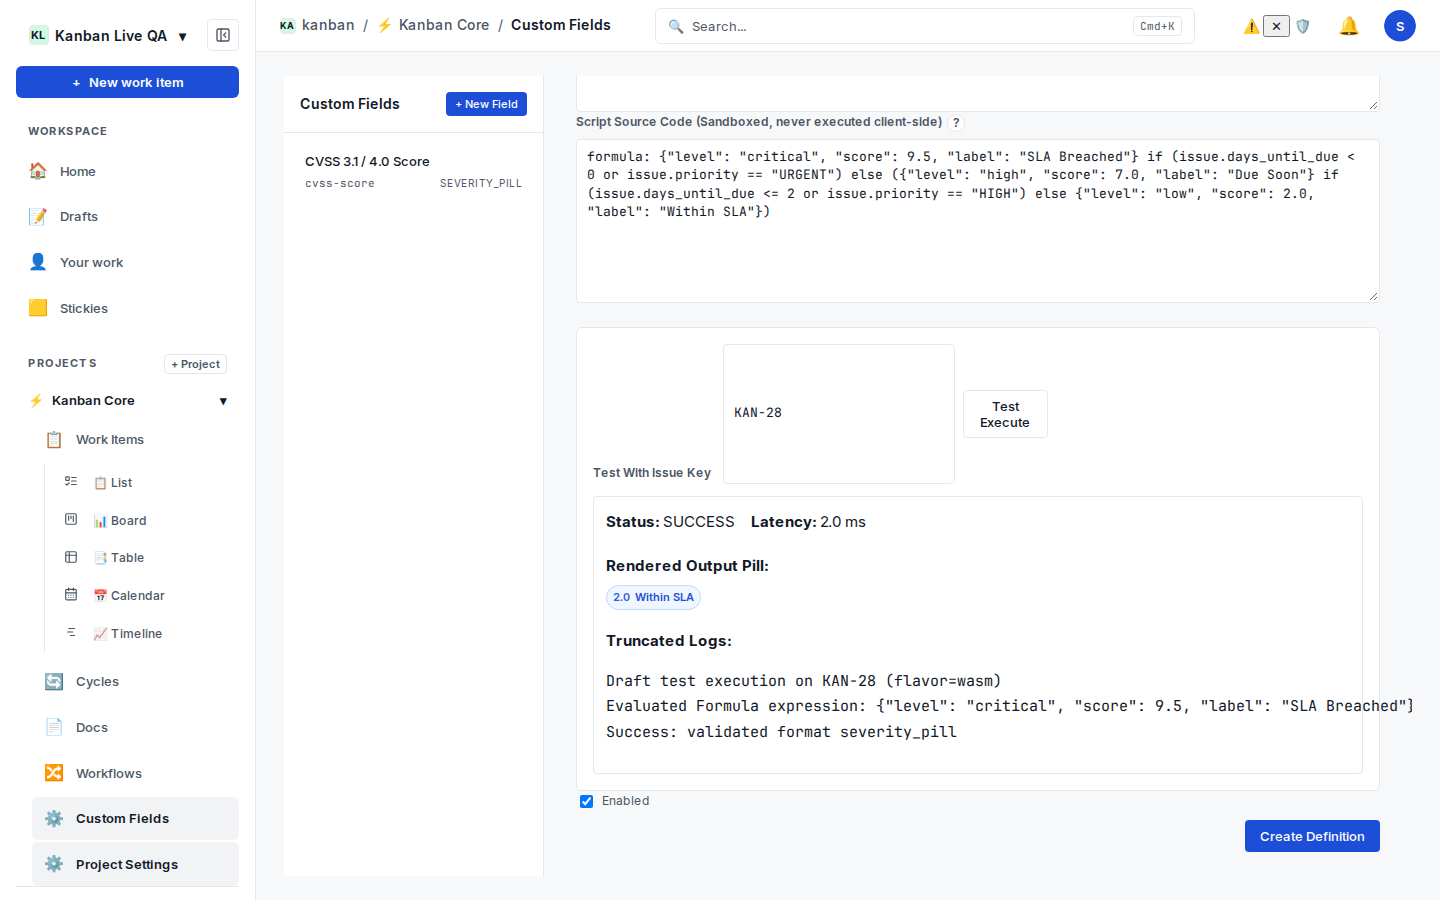 KL Kanban Live QA ▾
+ New work item
WORKSPACE
Home
Drafts
Your work
Stickies
PROJECTS
+ Project
Kanban Core
Work Items
List
Board
Table
Calendar
Timeline
Cycles
Docs
Workflows
Custom Fields
Project Settings
KA kanban / Kanban Core / Custom Fields
Search...
Cmd+K
S
Custom Fields
+ New Field
CVSS 3.1 / 4.0 Score
cvss-score SEVERITY_PILL
Script Source Code (Sandboxed, never executed client-side) ?
formula: {"level": "critical", "score": 9.5, "label": "SLA Breached"} if (issue.days_until_due <
0 or issue.priority == "URGENT") else ({"level": "high", "score": 7.0, "label": "Due Soon"} if
(issue.days_until_due <= 2 or issue.priority == "HIGH") else {"level": "low", "score": 2.0,
"label": "Within SLA"})
Test With Issue Key
KAN-28
Test
Execute
Status: SUCCESS Latency: 2.0 ms
Rendered Output Pill:
2.0 Within SLA
Truncated Logs:
Draft test execution on KAN-28 (flavor=wasm)
Evaluated Formula expression: {"level": "critical", "score": 9.5, "label": "SLA Breached"}
Success: validated format severity_pill
Enabled
Create Definition